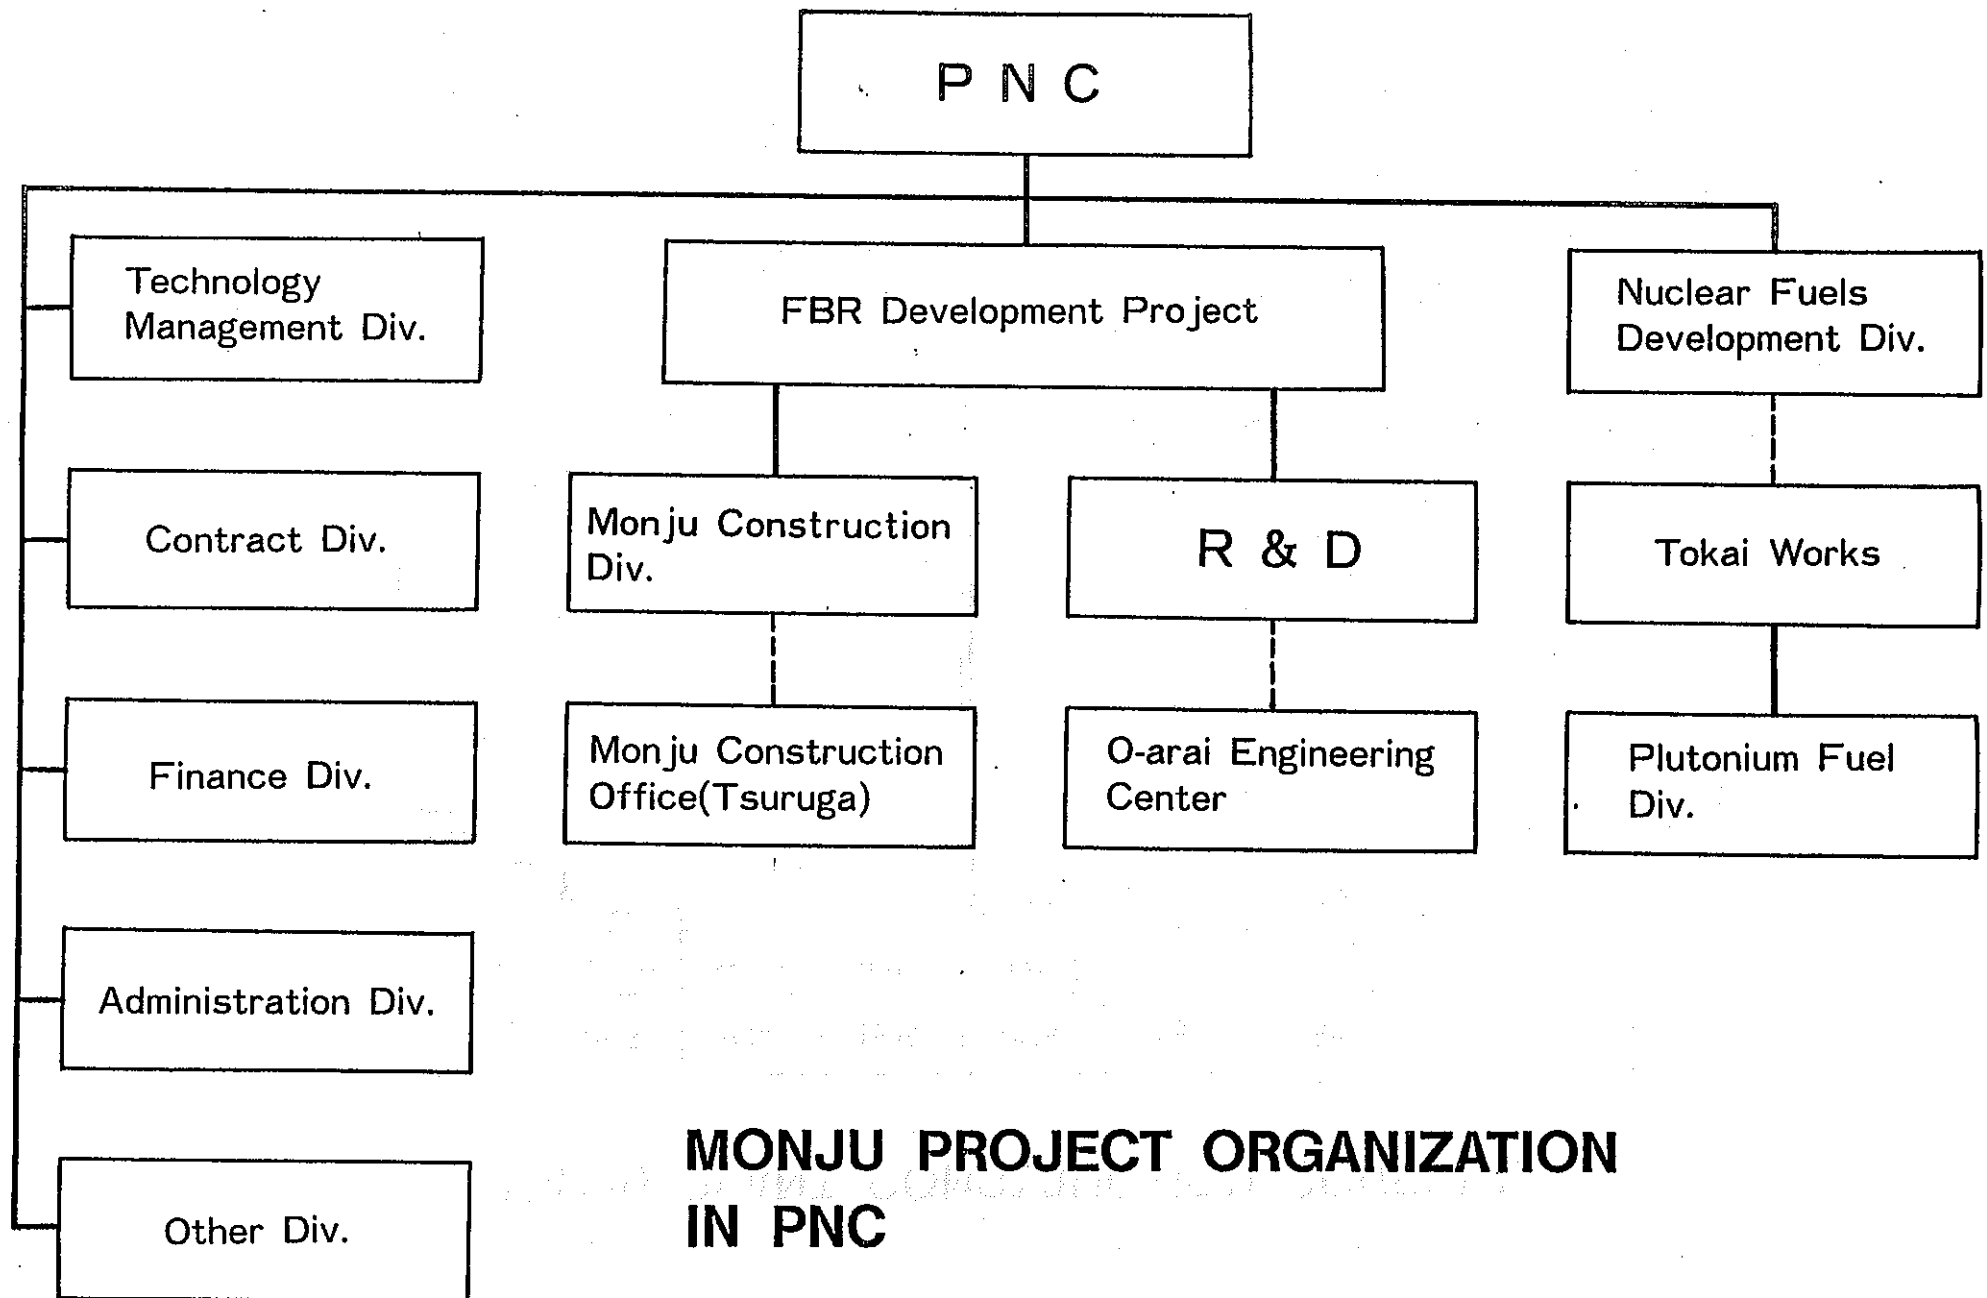 P N C
Technology
Management Div.
FBR Development Project
Nuclear Fuels
Development Div.
Contract Div.
Monju Construction
Div.
R & D
Tokai Works
Finance Div.
Monju Construction
Office(Tsuruga)
O-arai Engineering
Center
Plutonium Fuel
Div.
Administration Div.
Other Div.
MONJU PROJECT ORGANIZATION
IN PNC